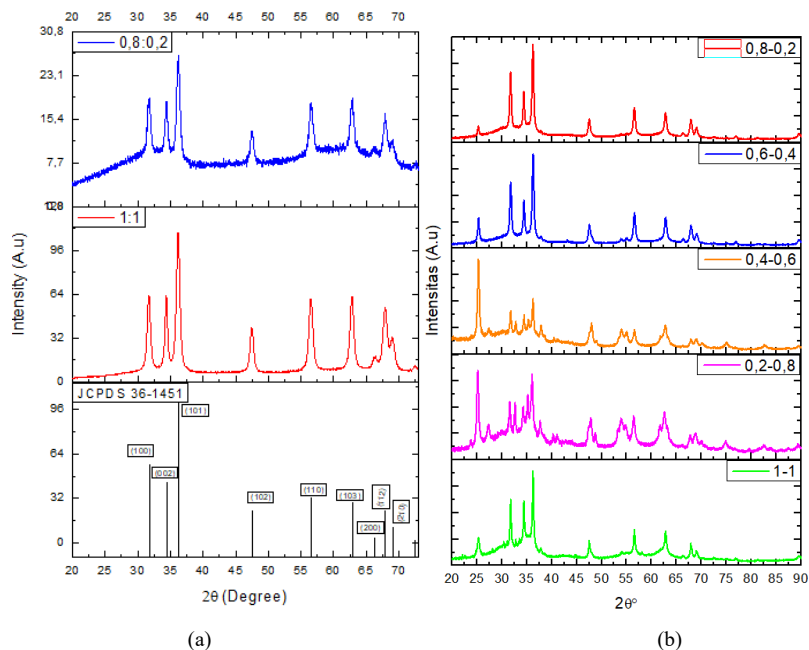 20 25 30 35 40 45 50 55 60 65 70
30,8
23,1
15,4
7,7
0,8:0,2
1:1
96
64
32
0
JCPDS 36-1451
96
64
32
0
(100)
(002)
(101)
(102)
(110)
(103)
(200)
(112)
(210)
20 25 30 35 40 45 50 55 60 65 70
Intensity (A.u)
2θ (Degree)
(a)
0,8-0,2
0,6-0,4
0,4-0,6
0,2-0,8
1-1
20 25 30 35 40 45 50 55 60 65 70 75 80 85 90
Intensitas (A.u)
2θ°
(b)